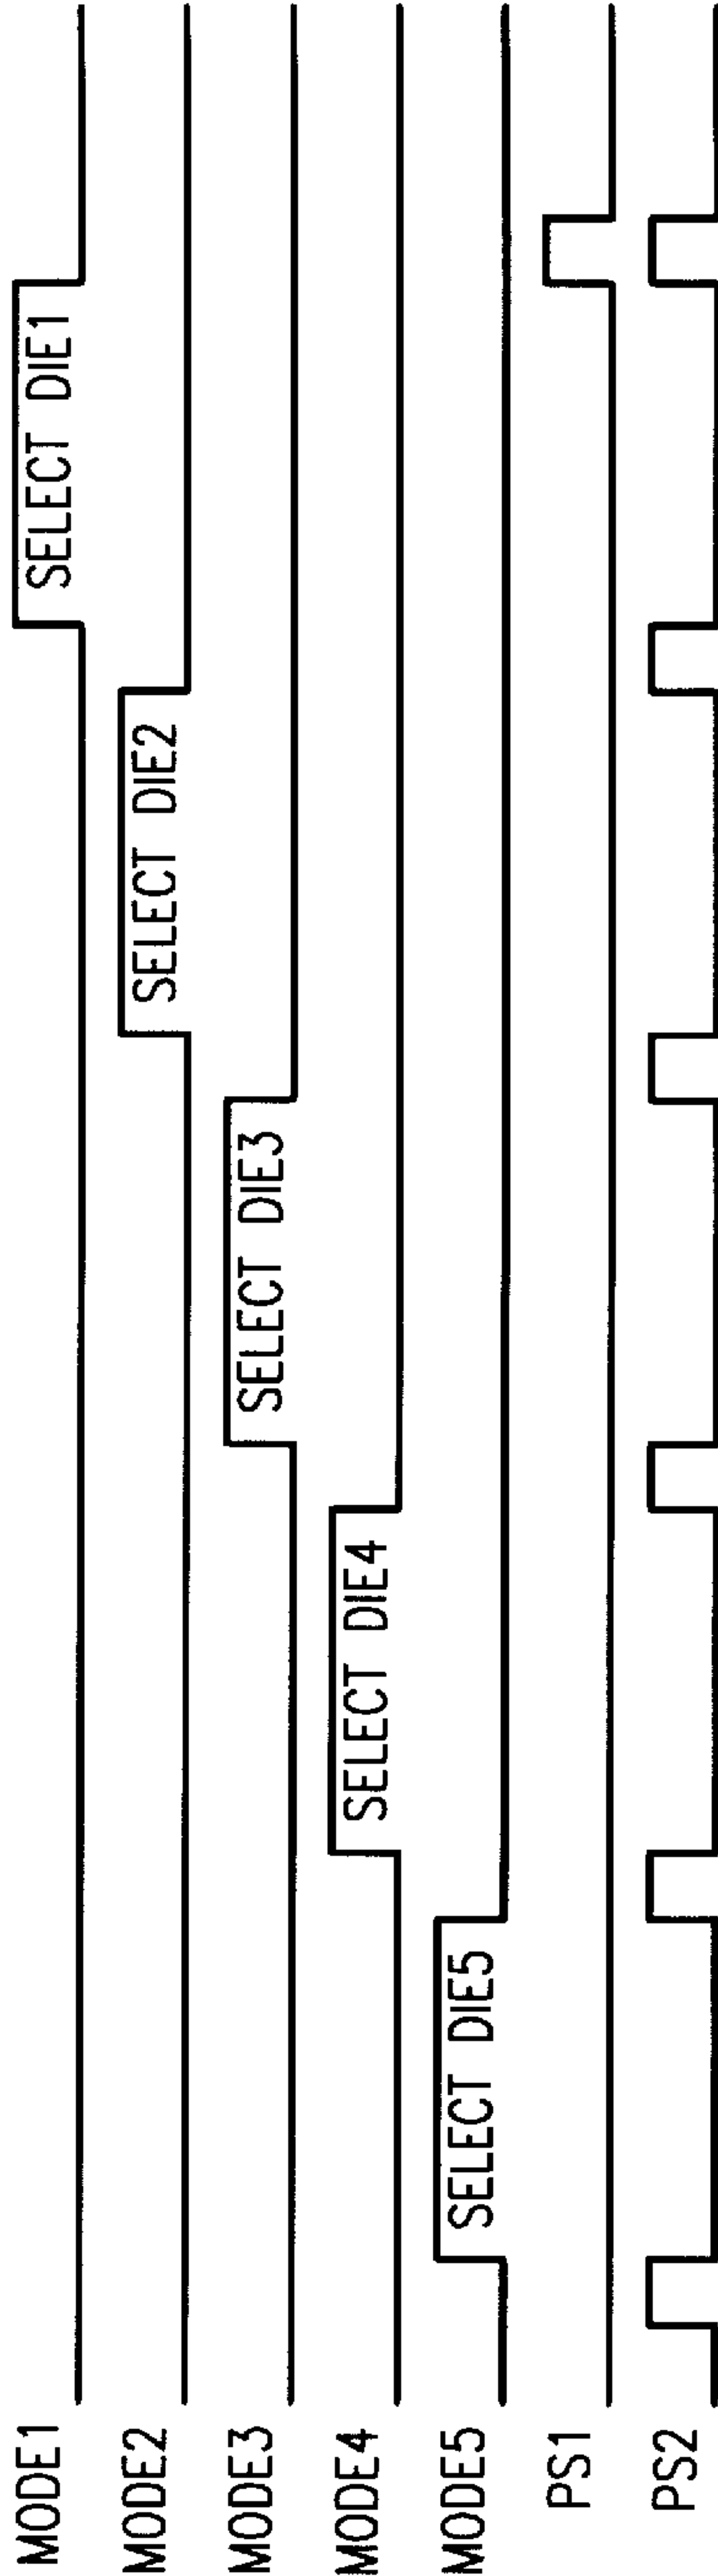 MODE1
SELECT DIE1
MODE2
SELECT DIE2
MODE3
SELECT DIE3
MODE4
SELECT DIE4
MODE5
SELECT DIE5
PS1
PS2